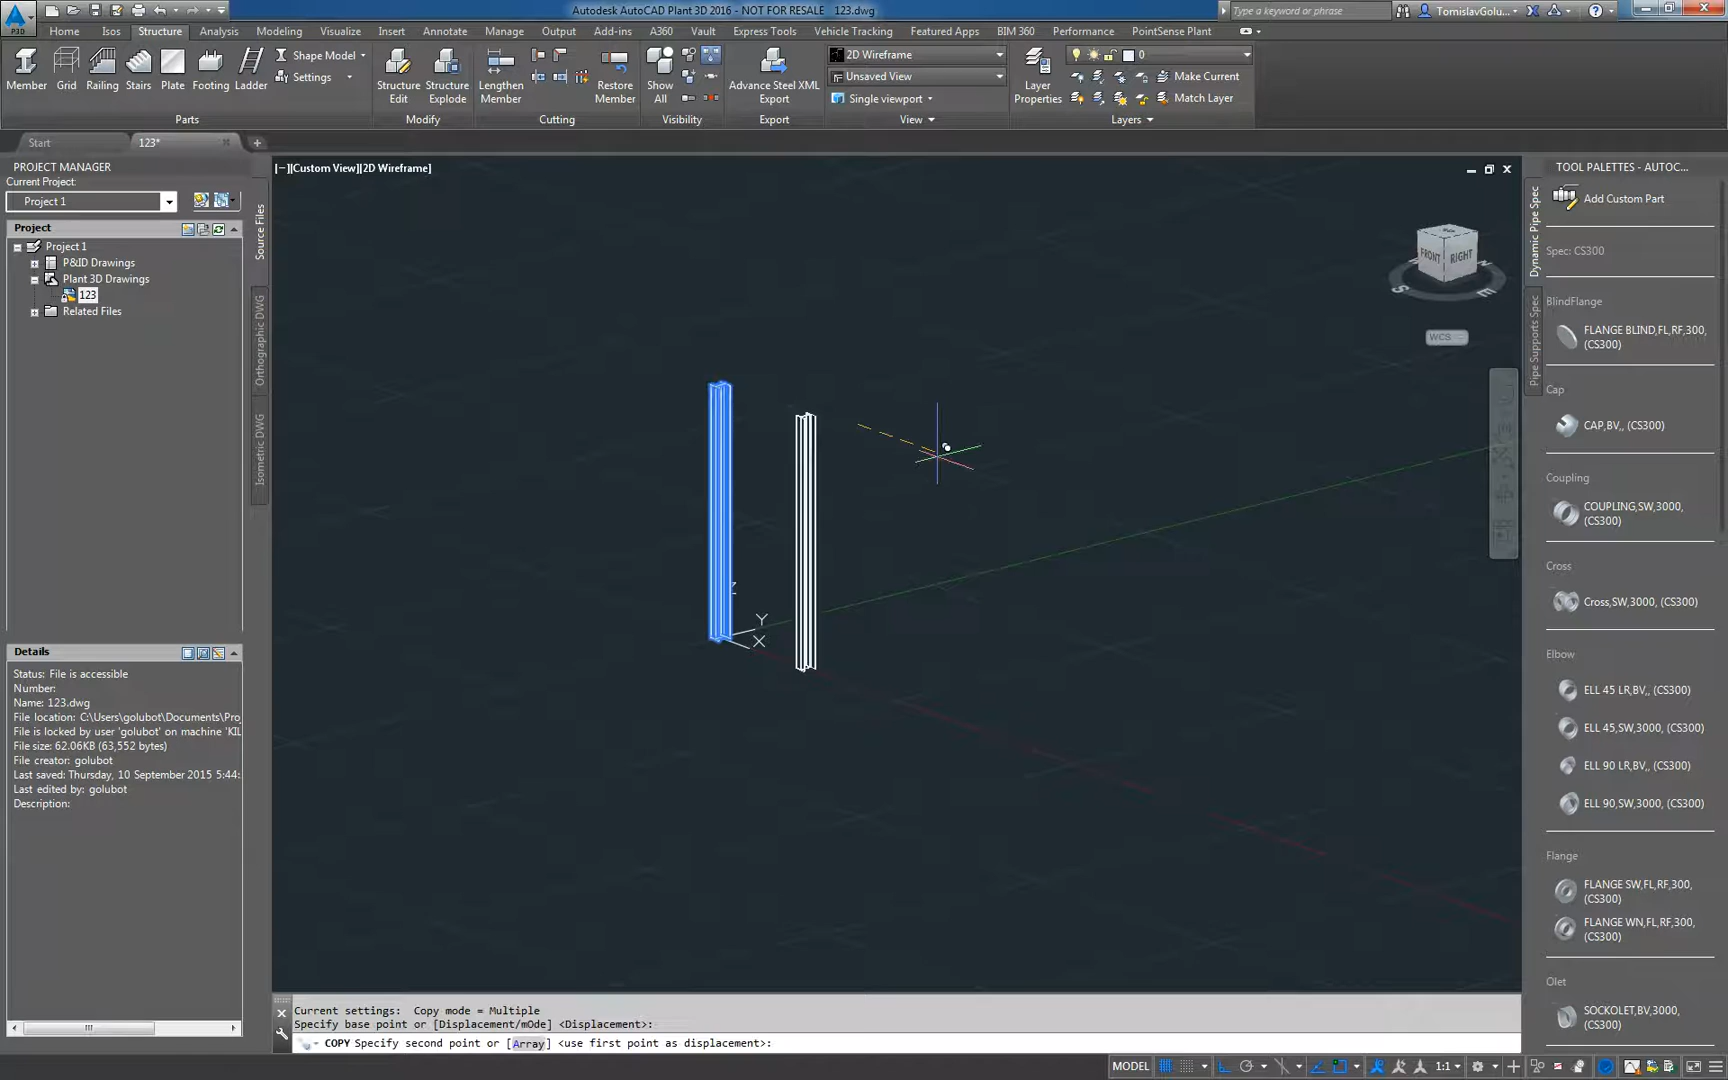 Autodesk AutoCAD Plant 3D 2016 - NOT FOR RESALE 123.dwg
Type a keyword or phrase
TomislavGolu...
P3D
Home Isos Structure Analysis Modeling Visualize Insert Annotate Manage Output Add-ins A360 Vault Express Tools Vehicle Tracking Featured Apps BIM 360 Performance PointSense Plant
Member Grid Railing Stairs Plate Footing Ladder
Shape Model
Settings
Parts
Structure Edit
Structure Explode
Modify
Lengthen Member
Restore Member
Cutting
Show All
Visibility
Advance Steel XML Export
Export
2D Wireframe
Unsaved View
Single viewport
View
Layer Properties
0
Make Current
Match Layer
Layers
Start
123*
PROJECT MANAGER
Current Project:
Project 1
Project
Project 1
P&ID Drawings
Plant 3D Drawings
123
Related Files
Source Files
Orthographic DWG
Isometric DWG
Details
Status: File is accessible
Number:
Name: 123.dwg
File location: C:\Users\golubot\Documents\Pro
File is locked by user 'golubot' on machine 'KIL
File size: 62.06KB (63,552 bytes)
File creator: golubot
Last saved: Thursday, 10 September 2015 5:44:
Last edited by: golubot
Description:
[−][Custom View][2D Wireframe]
FRONT RIGHT
S E
WCS
Z
Y
X
TOOL PALETTES - AUTOC...
Dynamic Pipe Spec
Pipe Supports Spec
Add Custom Part
Spec: CS300
BlindFlange
FLANGE BLIND,FL,RF,300,
(CS300)
Cap
CAP,BV,, (CS300)
Coupling
COUPLING,SW,3000,
(CS300)
Cross
Cross,SW,3000, (CS300)
Elbow
ELL 45 LR,BV,, (CS300)
ELL 45,SW,3000, (CS300)
ELL 90 LR,BV,, (CS300)
ELL 90,SW,3000, (CS300)
Flange
FLANGE SW,FL,RF,300,
(CS300)
FLANGE WN,FL,RF,300,
(CS300)
Olet
SOCKOLET,BV,3000,
(CS300)
Current settings: Copy mode = Multiple
Specify base point or [Displacement/mOde] <Displacement>:
COPY Specify second point or [Array] <use first point as displacement>:
MODEL
1:1